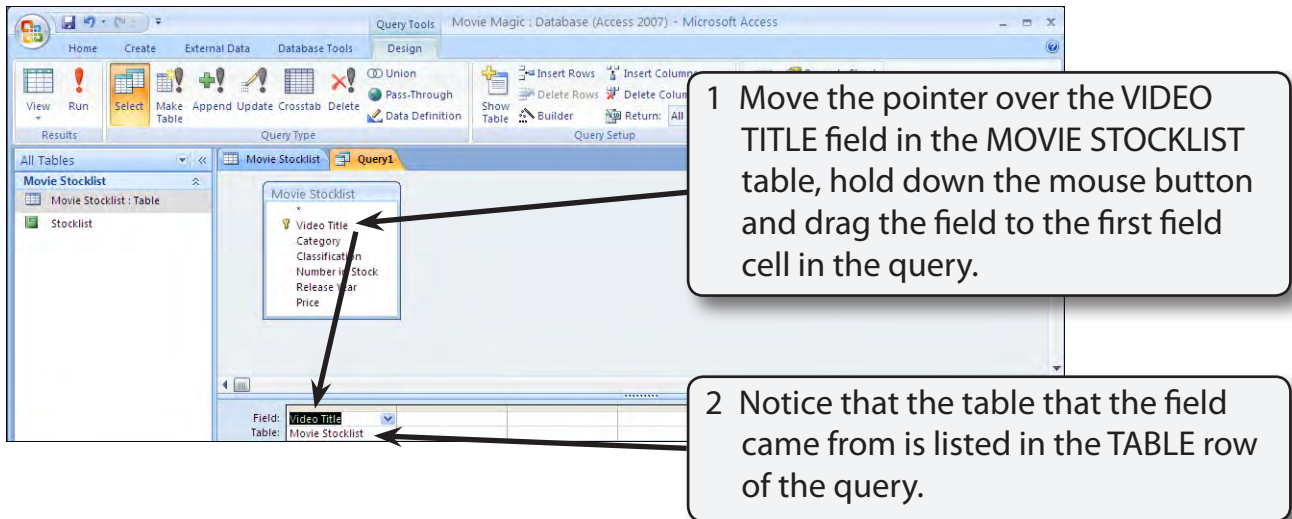 Query Tools Movie Magic : Database (Access 2007) - Microsoft Access
Home Create External Data Database Tools Design
View Run Select Make Table Append Update Crosstab Delete
Union
Pass-Through
Data Definition
Show Table
Insert Rows
Delete Rows
Builder
Insert Columns
Delete Colum
Return: All
Results Query Type Query Setup
All Tables
Movie Stocklist
Movie Stocklist : Table
Stocklist
Movie Stocklist Query1
Movie Stocklist
*
Video Title
Category
Classification
Number in Stock
Release Year
Price
Field: Video Title
Table: Movie Stocklist
1 Move the pointer over the VIDEO
TITLE field in the MOVIE STOCKLIST
table, hold down the mouse button
and drag the field to the first field
cell in the query.
2 Notice that the table that the field
came from is listed in the TABLE row
of the query.